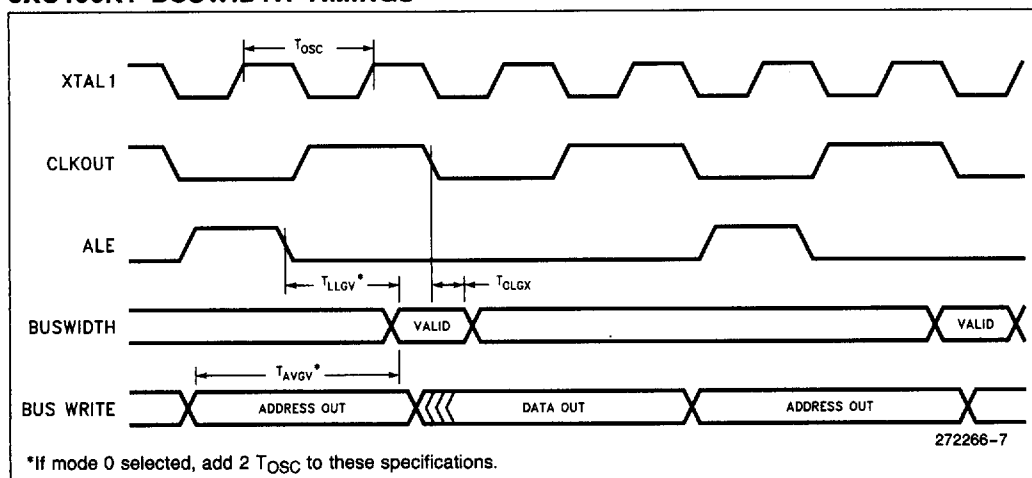 XTAL1
TOSC
CLKOUT
ALE
TLLGV*
TCLGX
BUSWIDTH
VALID
VALID
TAVGV*
BUS WRITE
ADDRESS OUT
DATA OUT
ADDRESS OUT
272266-7
*If mode 0 selected, add 2 TOSC to these specifications.